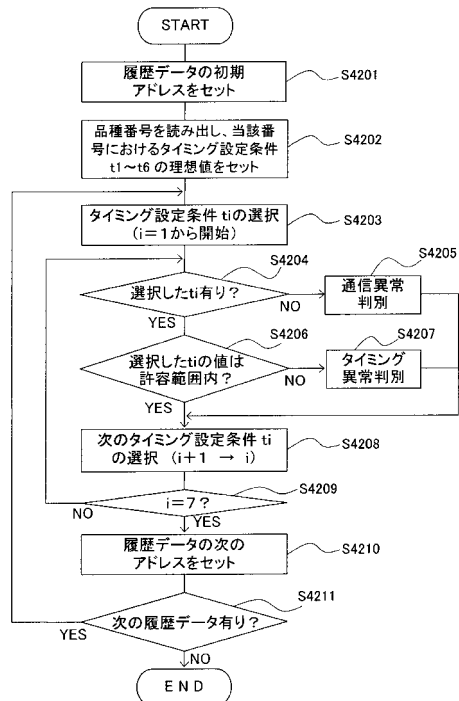 START
履歴データの初期
アドレスをセット
S4201
品種番号を読み出し、当該番
号におけるタイミング設定条件
t1～t6 の理想値をセット
S4202
タイミング設定条件 tiの選択
(i=1から開始)
S4203
S4204
選択したti有り?
NO
YES
S4205
通信異常
判別
S4206
選択したtiの値は
許容範囲内?
NO
YES
S4207
タイミング
異常判別
次のタイミング設定条件 ti
の選択 (i+1 → i)
S4208
S4209
i=7?
NO
YES
履歴データの次の
アドレスをセット
S4210
S4211
次の履歴データ有り?
YES
NO
END